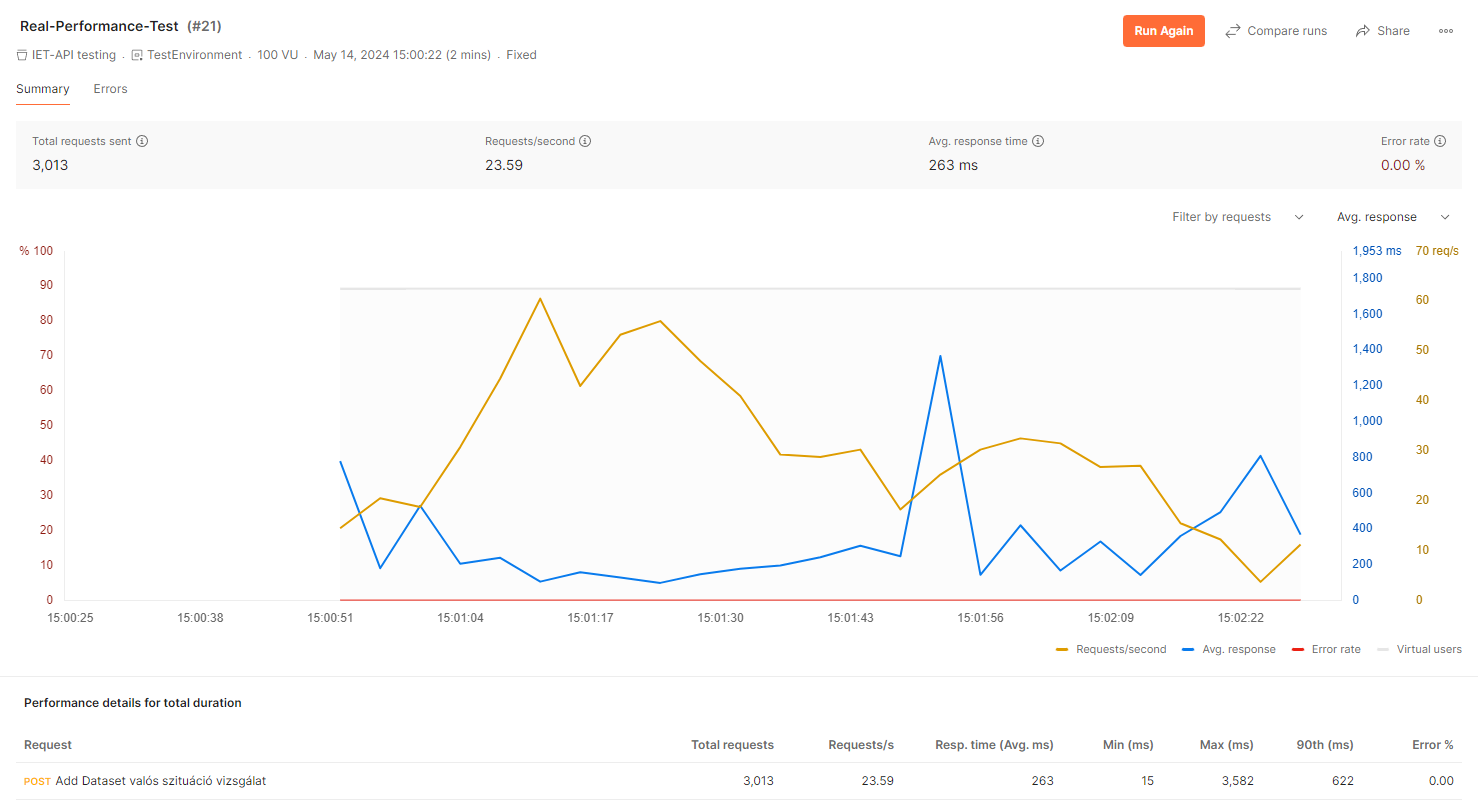 Real-Performance-Test (#21)
Run Again
Compare runs
Share
IET-API testing . TestEnvironment . 100 VU . May 14, 2024 15:00:22 (2 mins) . Fixed
Summary Errors
Total requests sent Requests/second Avg. response time Error rate
3,013 23.59 263 ms 0.00 %
Filter by requests Avg. response
% 100 1,953 ms 70 req/s
90 1,800 60
80 1,600 50
70 1,400 40
60 1,200 30
50 1,000 20
40 800 10
30 600 0
20 400
10 200
0 0
15:00:25 15:00:38 15:00:51 15:01:04 15:01:17 15:01:30 15:01:43 15:01:56 15:02:09 15:02:22
Requests/second Avg. response Error rate Virtual users
Performance details for total duration
Request Total requests Requests/s Resp. time (Avg. ms) Min (ms) Max (ms) 90th (ms) Error %
POST Add Dataset valós szituáció vizsgálat 3,013 23.59 263 15 3,582 622 0.00